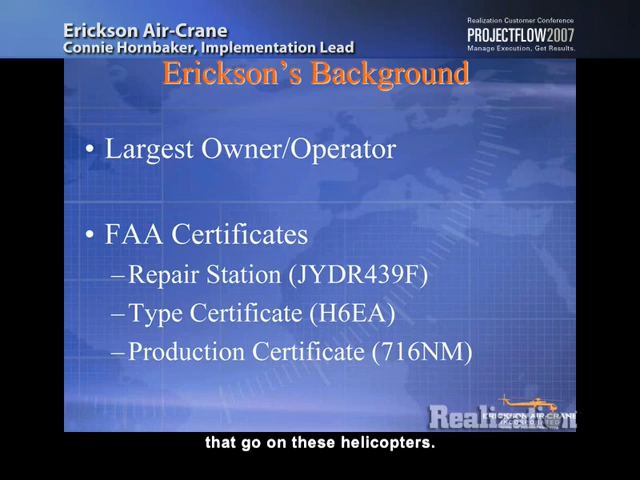 Erickson Air-Crane
Connie Hornbaker, Implementation Lead
Realization Customer Conference
PROJECTFLOW2007
Manage Execution, Get Results.
Erickson's Background
• Largest Owner/Operator
• FAA Certificates
–Repair Station (JYDR439F)
–Type Certificate (H6EA)
–Production Certificate (716NM)
ERICKSON AIR-CRANE
INCORPORATED
Realization
that go on these helicopters.